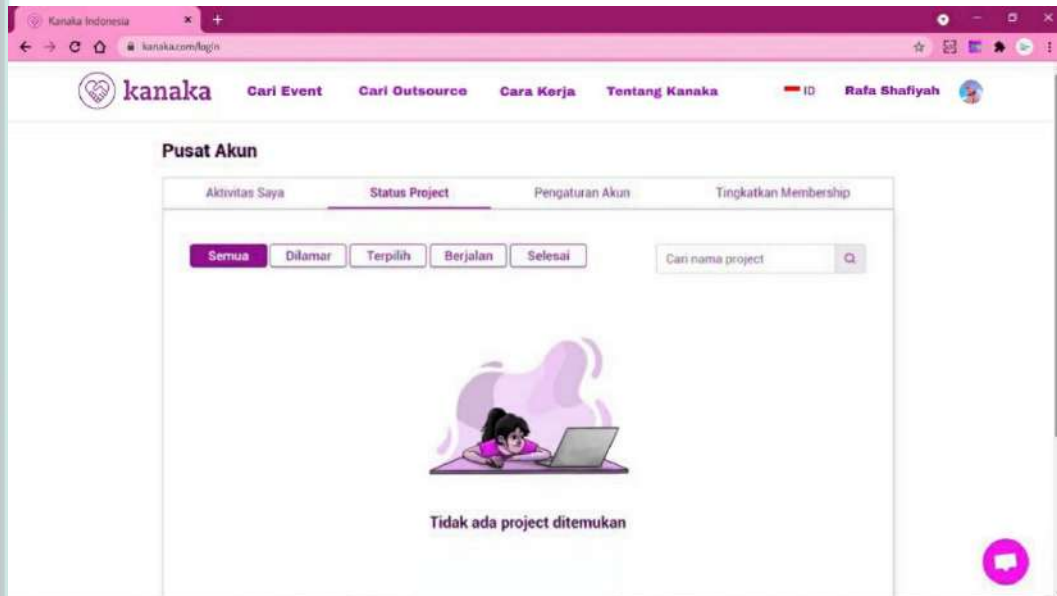 Kanaka Indonesia
kanaka.com/login
kanaka Cari Event Cari Outsource Cara Kerja Tentang Kanaka ID Rafa Shafiyah
Pusat Akun
Aktivitas Saya Status Project Pengaturan Akun Tingkatkan Membership
Semua Dilamar Terpilih Berjalan Selesai Cari nama project
Tidak ada project ditemukan